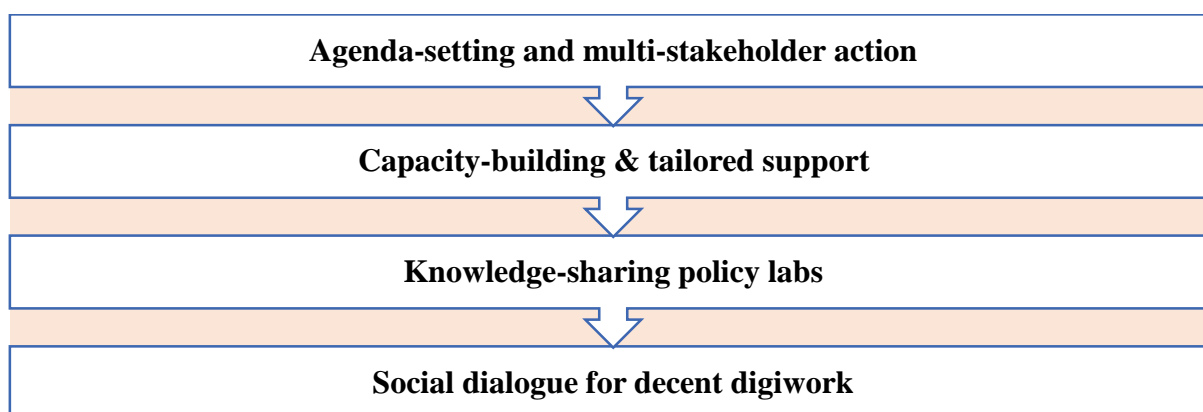 Agenda-setting and multi-stakeholder action
Capacity-building & tailored support
Knowledge-sharing policy labs
Social dialogue for decent digiwork